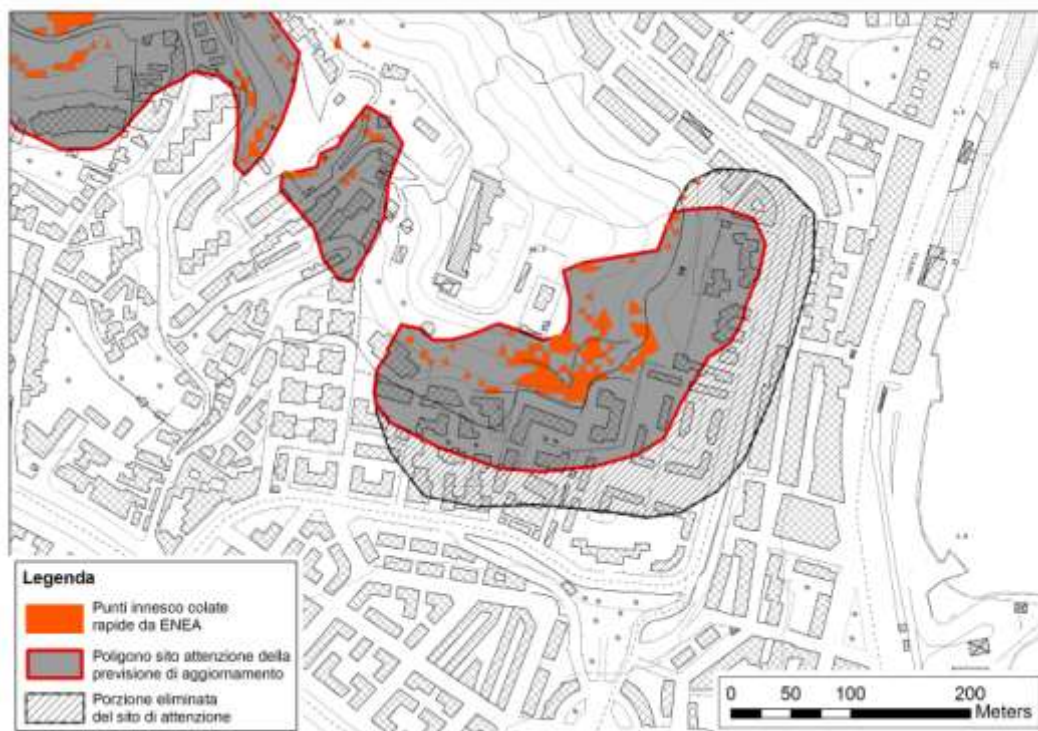 Legenda
Punti innesco colate
rapide da ENEA
Poligono sito attenzione della
previsione di aggiornamento
Porzione eliminata
del sito di attenzione
0 50 100 200
Meters